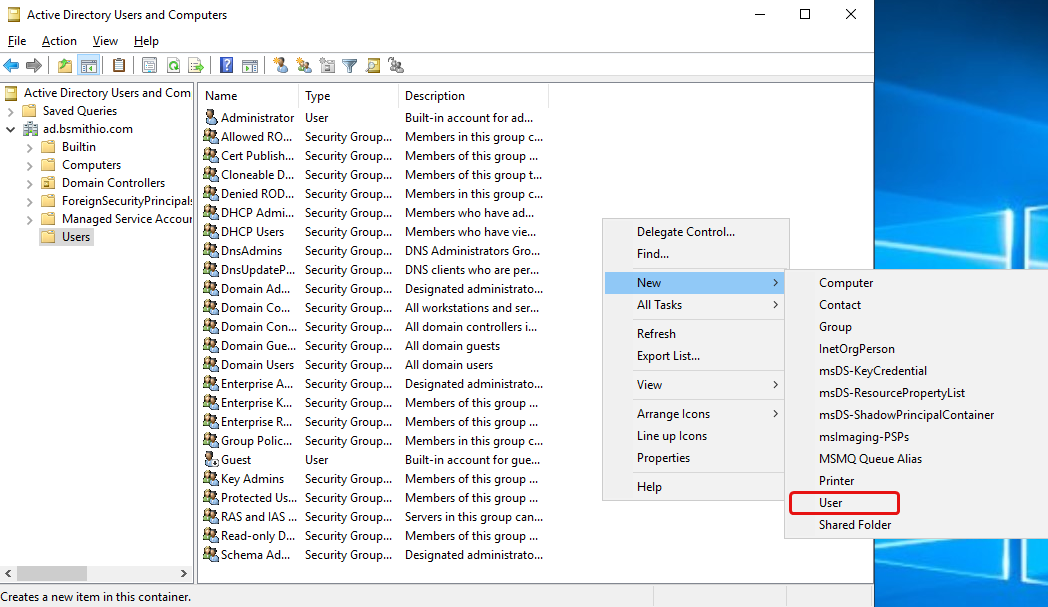 Active Directory Users and Computers
File Action View Help
Active Directory Users and Com
Saved Queries
ad.bsmithio.com
Builtin
Computers
Domain Controllers
ForeignSecurityPrincipals
Managed Service Accour
Users
Name Type Description
Administrator User Built-in account for ad...
Allowed RO... Security Group... Members in this group c...
Cert Publish... Security Group... Members of this group ...
Cloneable D... Security Group... Members of this group t...
Denied ROD... Security Group... Members in this group c...
DHCP Admi... Security Group... Members who have ad...
DHCP Users Security Group... Members who have vie...
DnsAdmins Security Group... DNS Administrators Gro...
DnsUpdateP... Security Group... DNS clients who are per...
Domain Ad... Security Group... Designated administrato...
Domain Co... Security Group... All workstations and ser...
Domain Con... Security Group... All domain controllers i...
Domain Gue... Security Group... All domain guests
Domain Users Security Group... All domain users
Enterprise A... Security Group... Designated administrato...
Enterprise K... Security Group... Members of this group ...
Enterprise R... Security Group... Members of this group ...
Group Polic... Security Group... Members in this group c...
Guest User Built-in account for gue...
Key Admins Security Group... Members of this group ...
Protected Us... Security Group... Members of this group ...
RAS and IAS ... Security Group... Servers in this group can...
Read-only D... Security Group... Members of this group ...
Schema Ad... Security Group... Designated administrato...
Delegate Control...
Find...
New
All Tasks
Refresh
Export List...
View
Arrange Icons
Line up Icons
Properties
Help
Computer
Contact
Group
InetOrgPerson
msDS-KeyCredential
msDS-ResourcePropertyList
msDS-ShadowPrincipalContainer
msImaging-PSPs
MSMQ Queue Alias
Printer
User
Shared Folder
Creates a new item in this container.